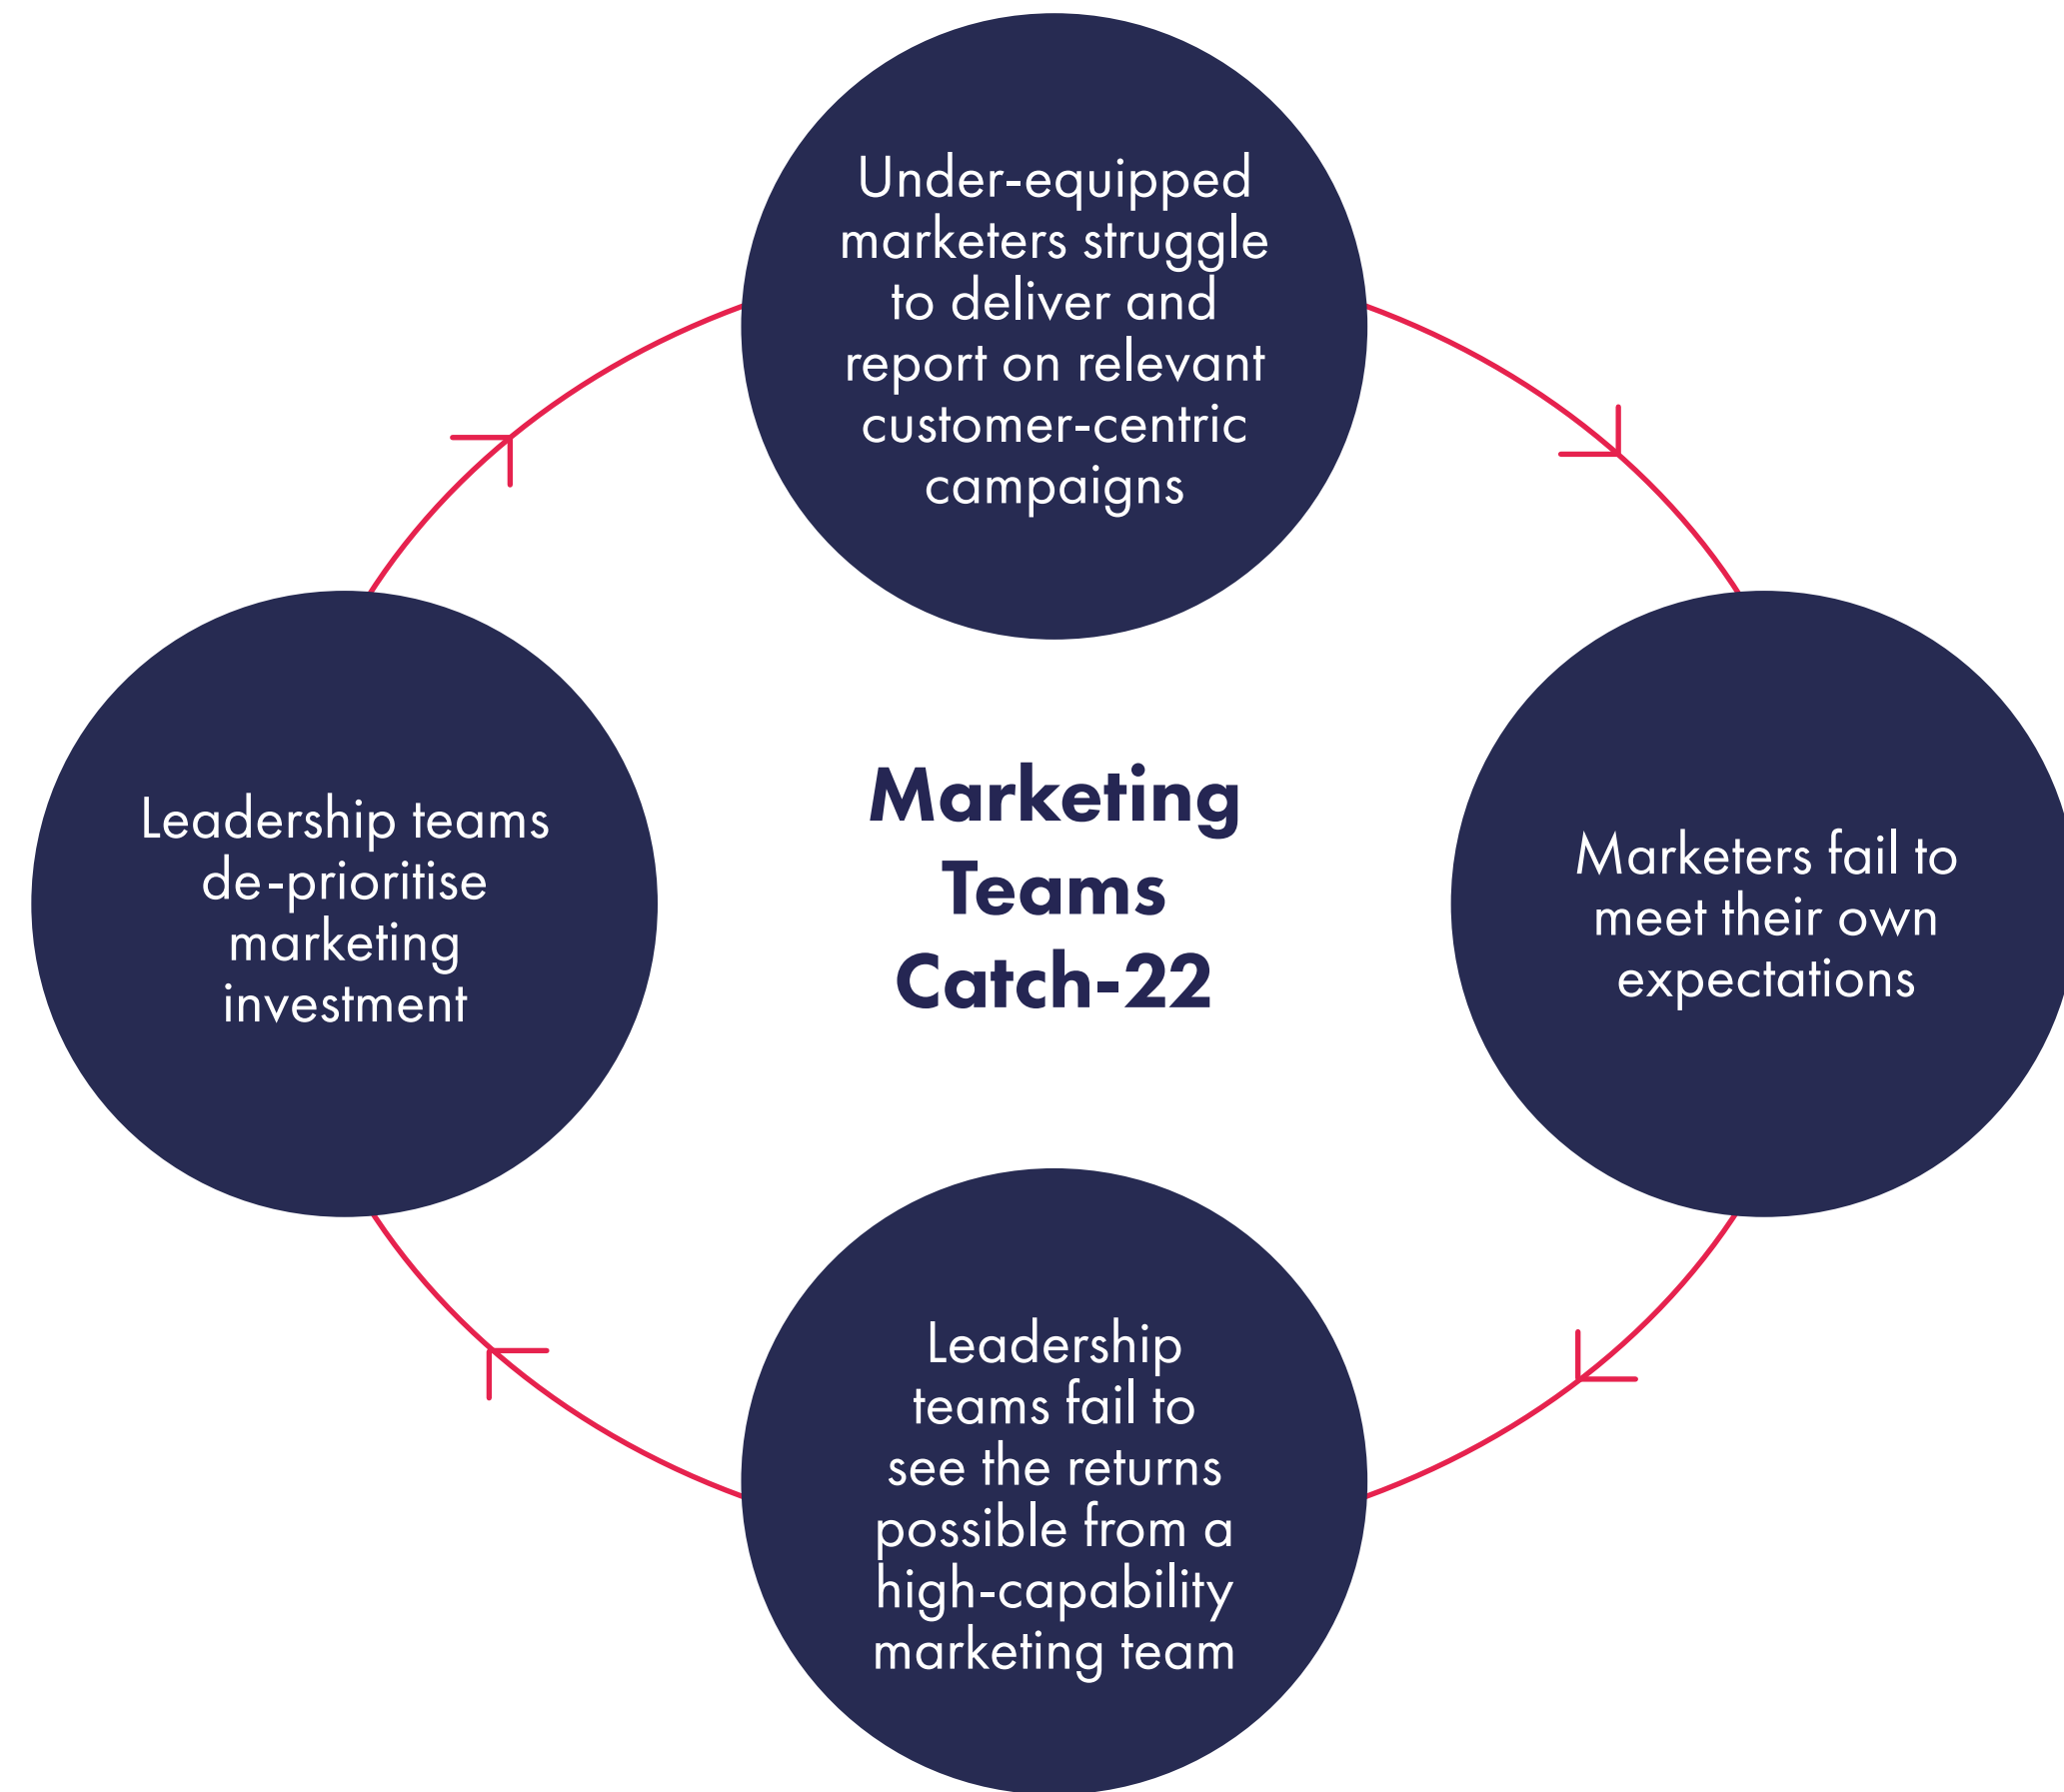 Under-equipped
marketers struggle
to deliver and
report on relevant
customer-centric
campaigns
Marketers fail to
meet their own
expectations
Leadership
teams fail to
see the returns
possible from a
high-capability
marketing team
Leadership teams
de-prioritise
marketing
investment
Marketing
Teams
Catch-22